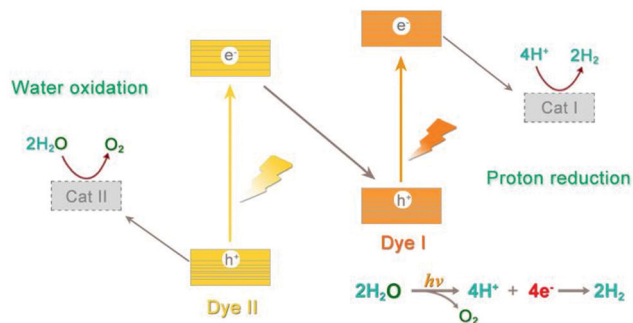 e⁻
e⁻
4H⁺
2H₂
Cat I
Water oxidation
2H₂O
O₂
Cat II
h⁺
Dye II
h⁺
Dye I
Proton reduction
2H₂O hν 4H⁺ + 4e⁻ 2H₂
O₂